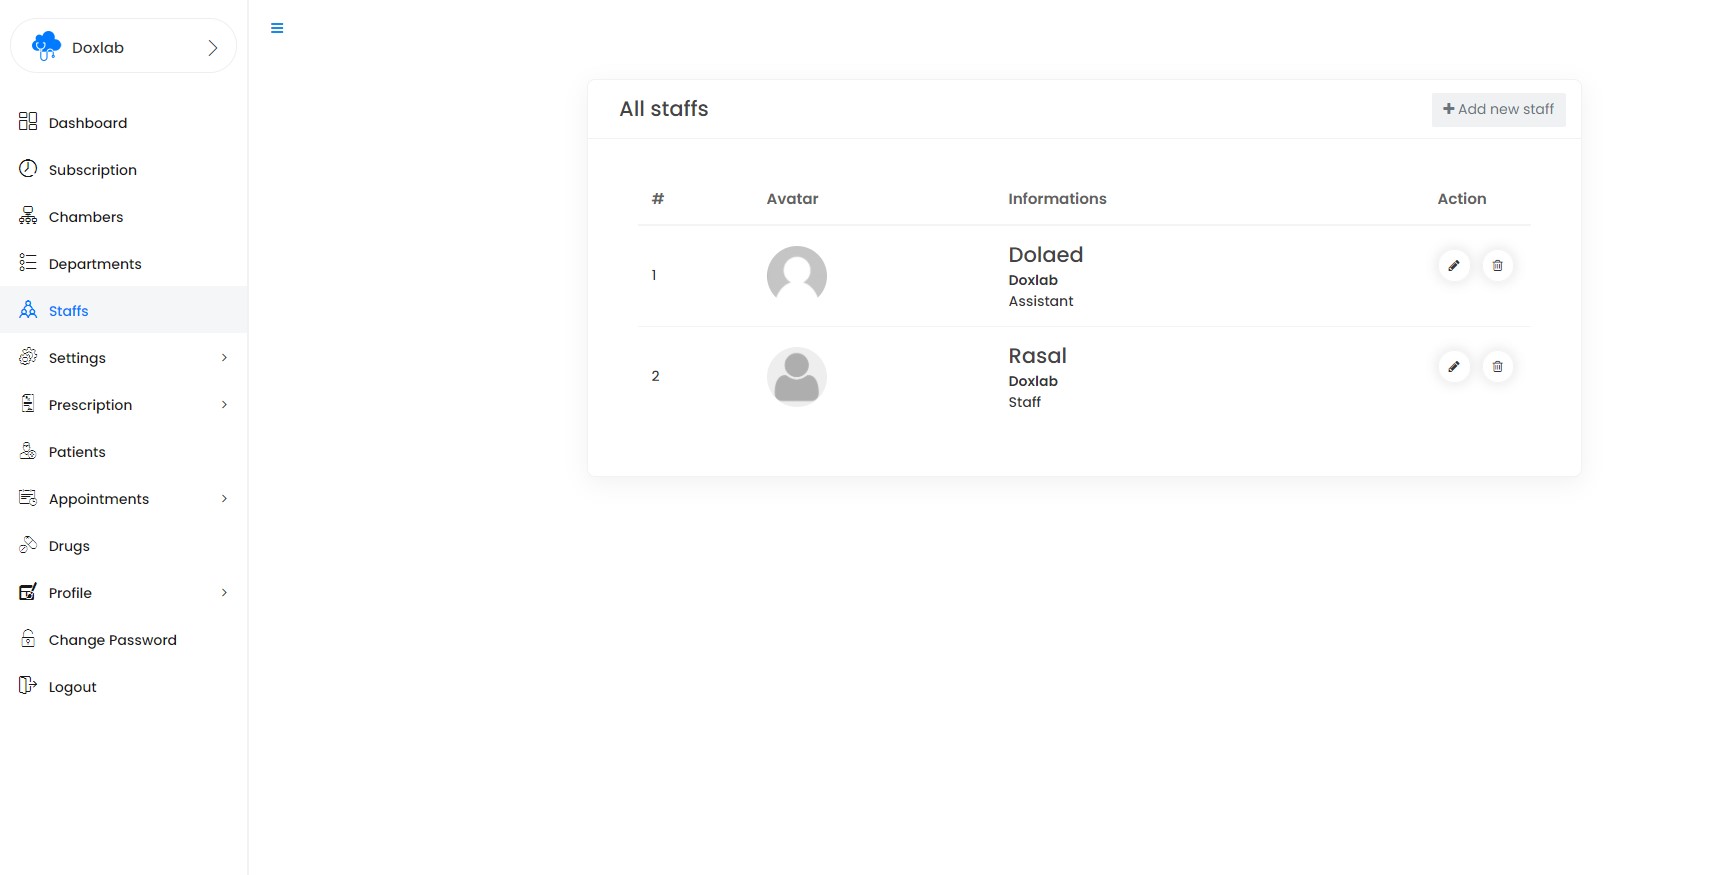 Doxlab
Dashboard
Subscription
Chambers
Departments
Staffs
Settings
Prescription
Patients
Appointments
Drugs
Profile
Change Password
Logout
All staffs
Add new staff
# Avatar Informations Action
1
Dolaed
Doxlab
Assistant
2
Rasal
Doxlab
Staff